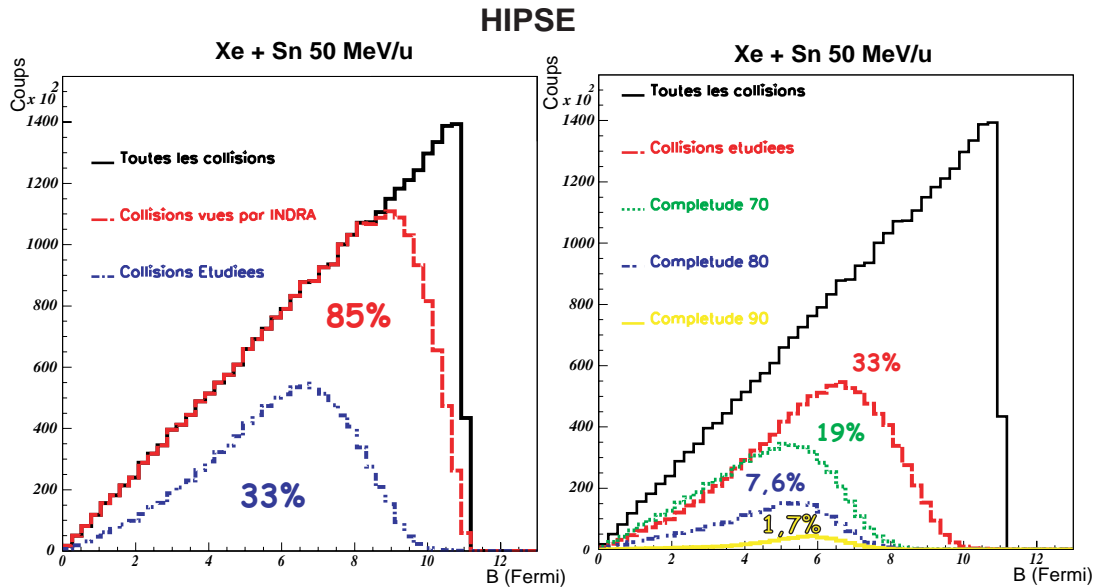 HIPSE
Xe + Sn 50 MeV/u
Coups
x 10 2
1400
1200
1000
800
600
400
200
0
Toutes les collisions
Collisions vues par INDRA
Collisions Etudiees
85%
33%
0 2 4 6 8 10 12
B (Fermi)
Xe + Sn 50 MeV/u
Coups
x 10 2
1400
1200
1000
800
600
400
200
0
Toutes les collisions
Collisions etudiees
Completude 70
Completude 80
Completude 90
33%
19%
7,6%
1,7%
0 2 4 6 8 10 12
B (Fermi)